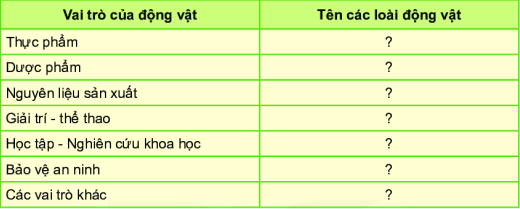 Vai trò của động vật Tên các loài động vật
Thực phẩm ?
Dược phẩm ?
Nguyên liệu sản xuất ?
Giải trí - thể thao ?
Học tập - Nghiên cứu khoa học ?
Bảo vệ an ninh ?
Các vai trò khác ?